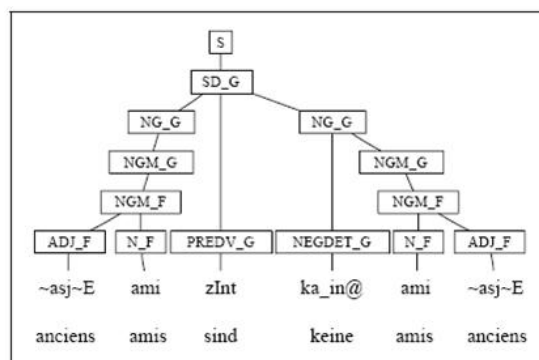 S
SD_G
NG_G NG_G
NGM_G NGM_G
NGM_F NGM_F
ADJ_F N_F PREDV_G NEGDET_G N_F ADJ_F
~asj~E ami zInt ka_in@ ami ~asj~E
anciens amis sind keine amis anciens